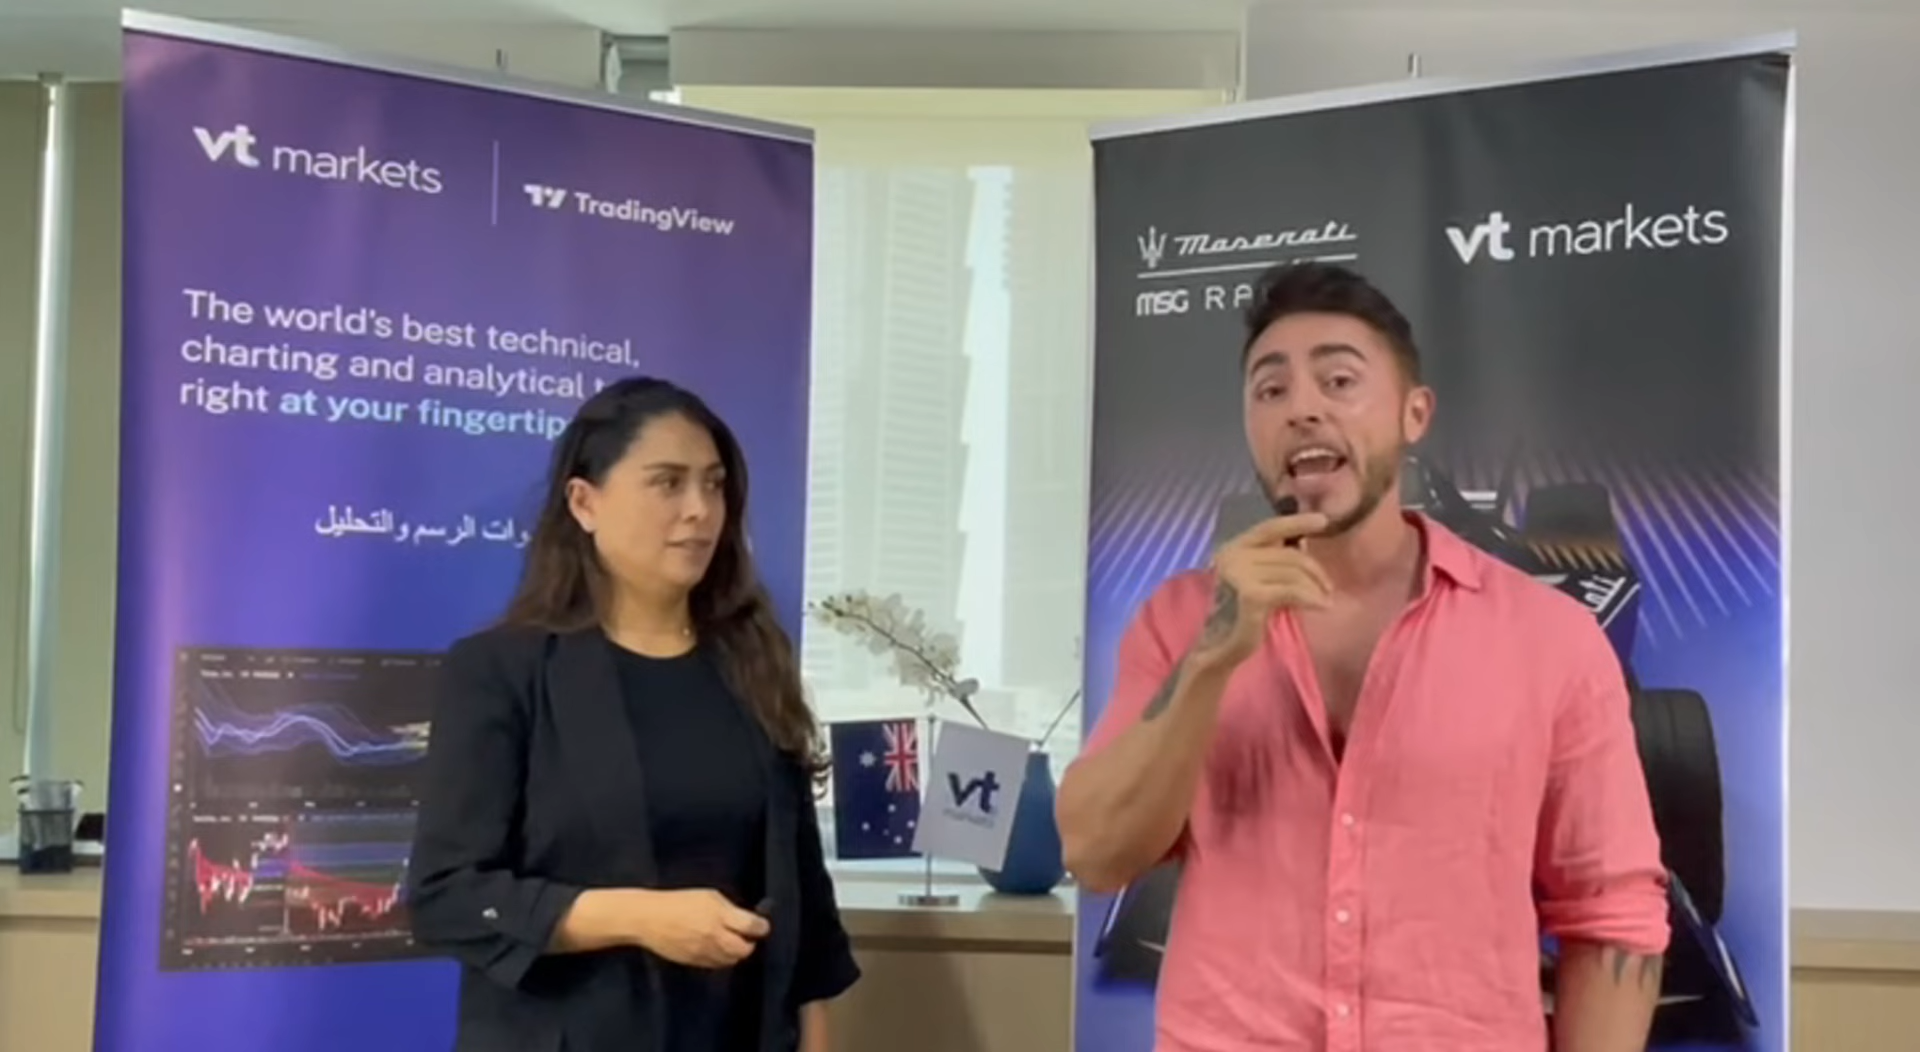 vt markets
TradingView
The world's best technical,
charting and analytical
right at your fingertip
الرسم والتحليل
Maserati
MSG
vt markets
vt
markets